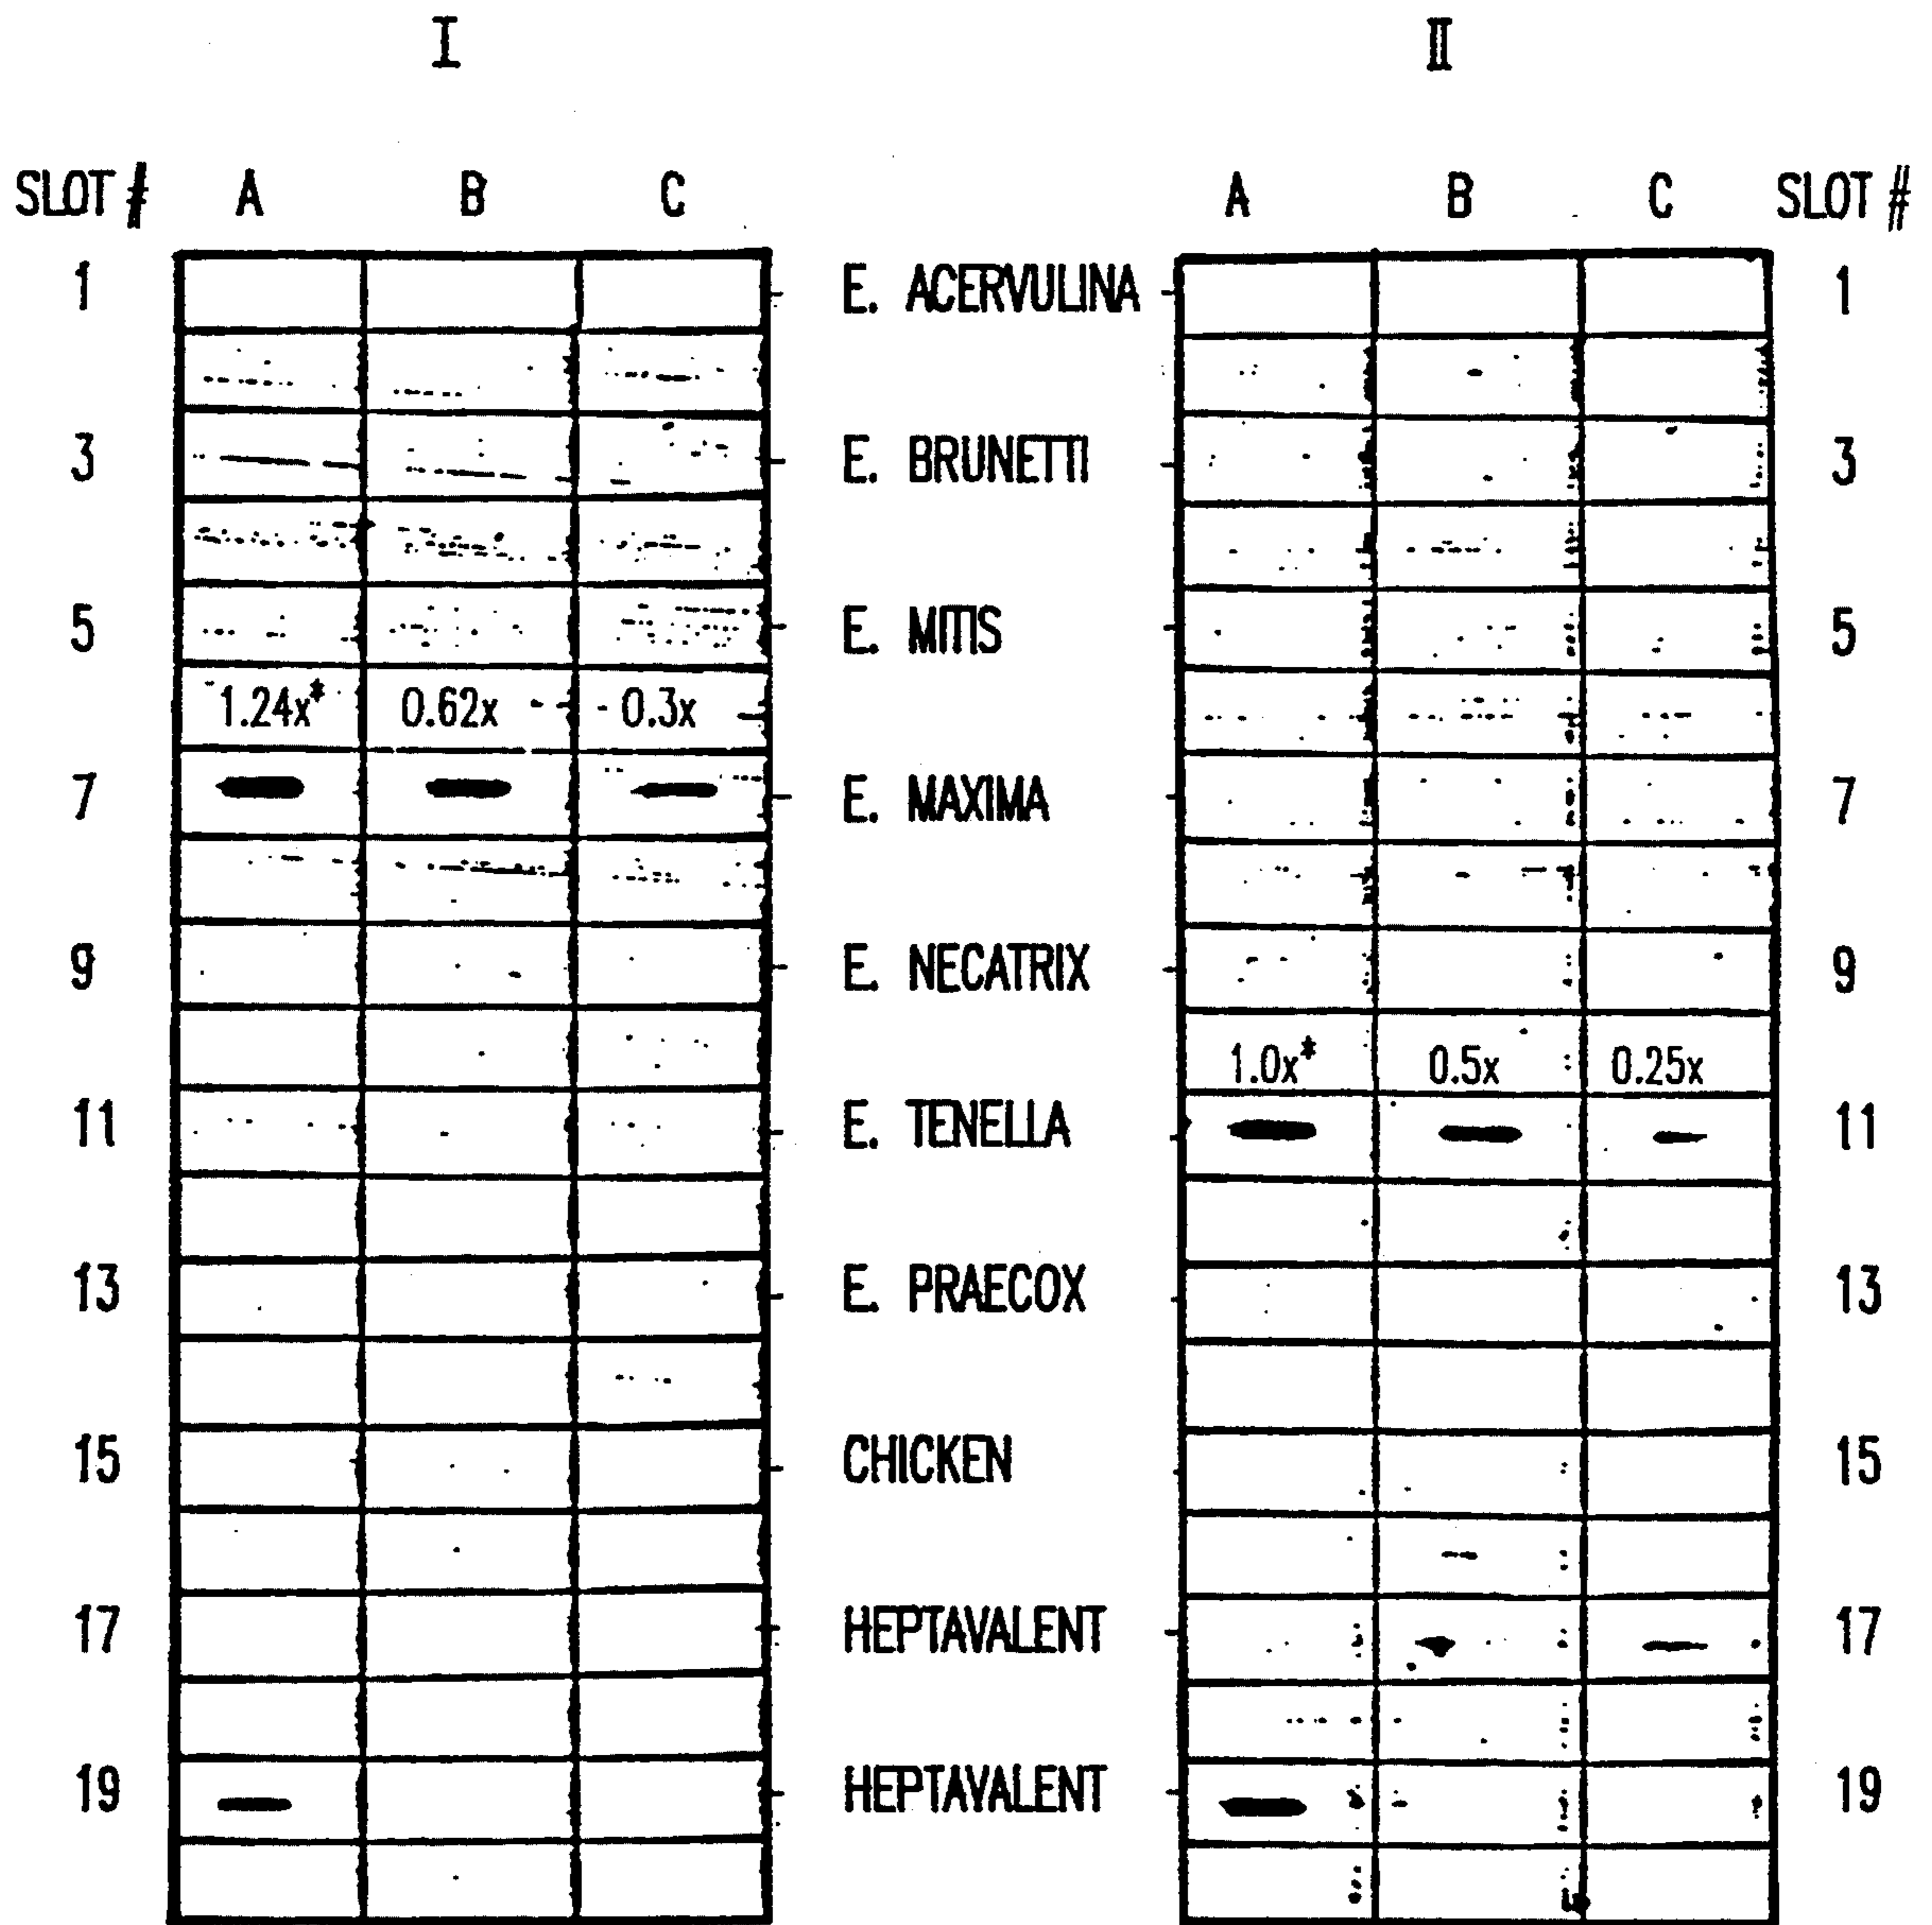 I II
SLOT # A B C A B C SLOT #
1 E. ACERVULINA 1
3 E. BRUNETTI 3
5 E. MITIS 5
1.24x* 0.62x 0.3x
7 E. MAXIMA 7
9 E. NECATRIX 9
1.0x* 0.5x 0.25x
11 E. TENELLA 11
13 E. PRAECOX 13
15 CHICKEN 15
17 HEPTAVALENT 17
19 HEPTAVALENT 19